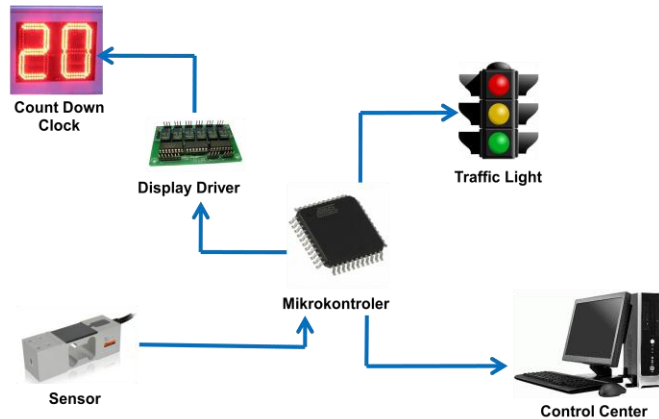 20
Count Down
Clock
Display Driver
Traffic Light
Mikrokontroler
Sensor
Control Center